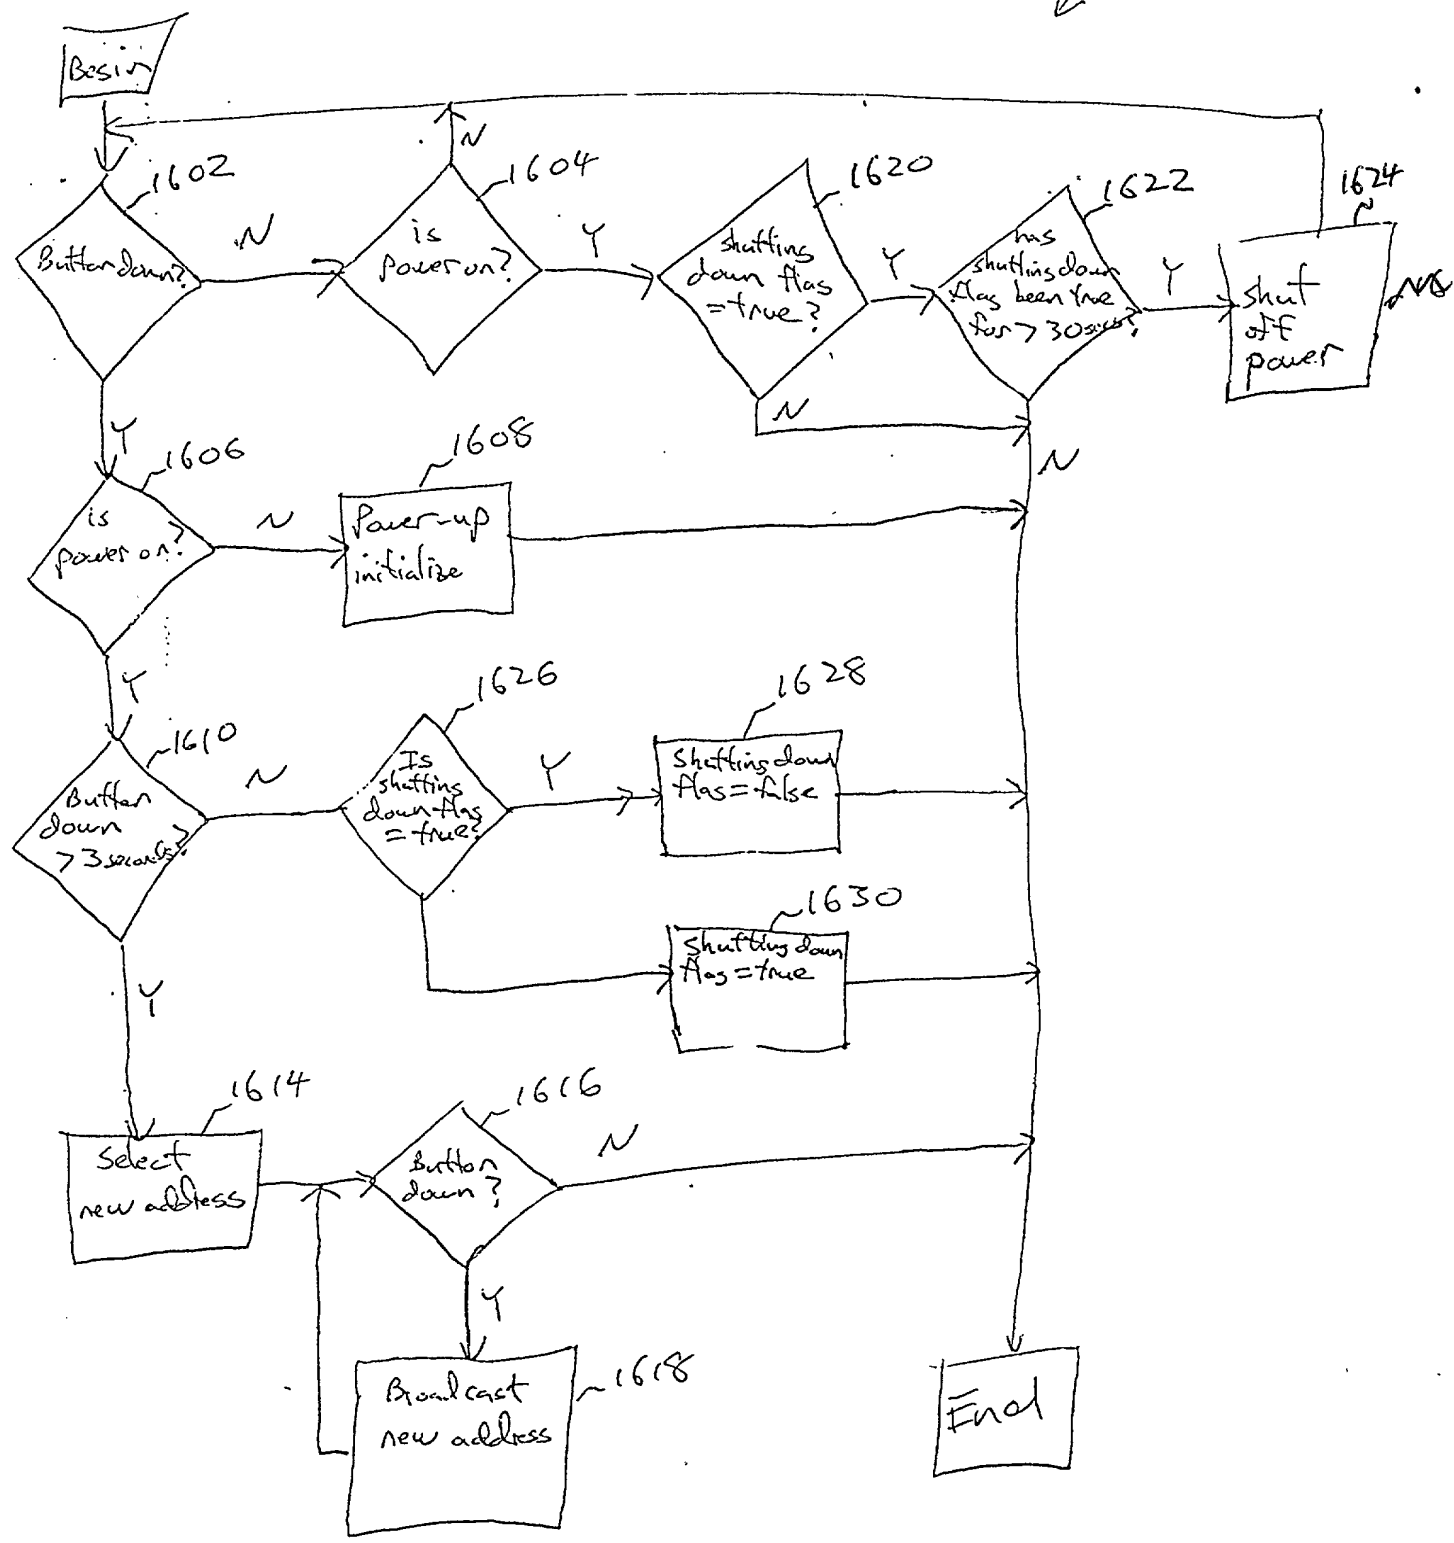 Begin
1602
Button down?
N
1604
is
power on?
N
Y
1620
shutting
down flag
=true?
Y
N
1622
has
shutting down
flag been true
for > 30 secs?
Y
N
1624
shut
off
power
1606
Y
is
power on?
N
1608
Power-up
initialize
Y
1610
Button
down
> 3 seconds?
N
1626
Is
shutting
down flag
= true?
Y
1628
Shutting down
flag = false
1630
Shutting down
flag = true
Y
1614
Select
new address
1616
Button
down?
N
Y
1618
Broadcast
new address
End